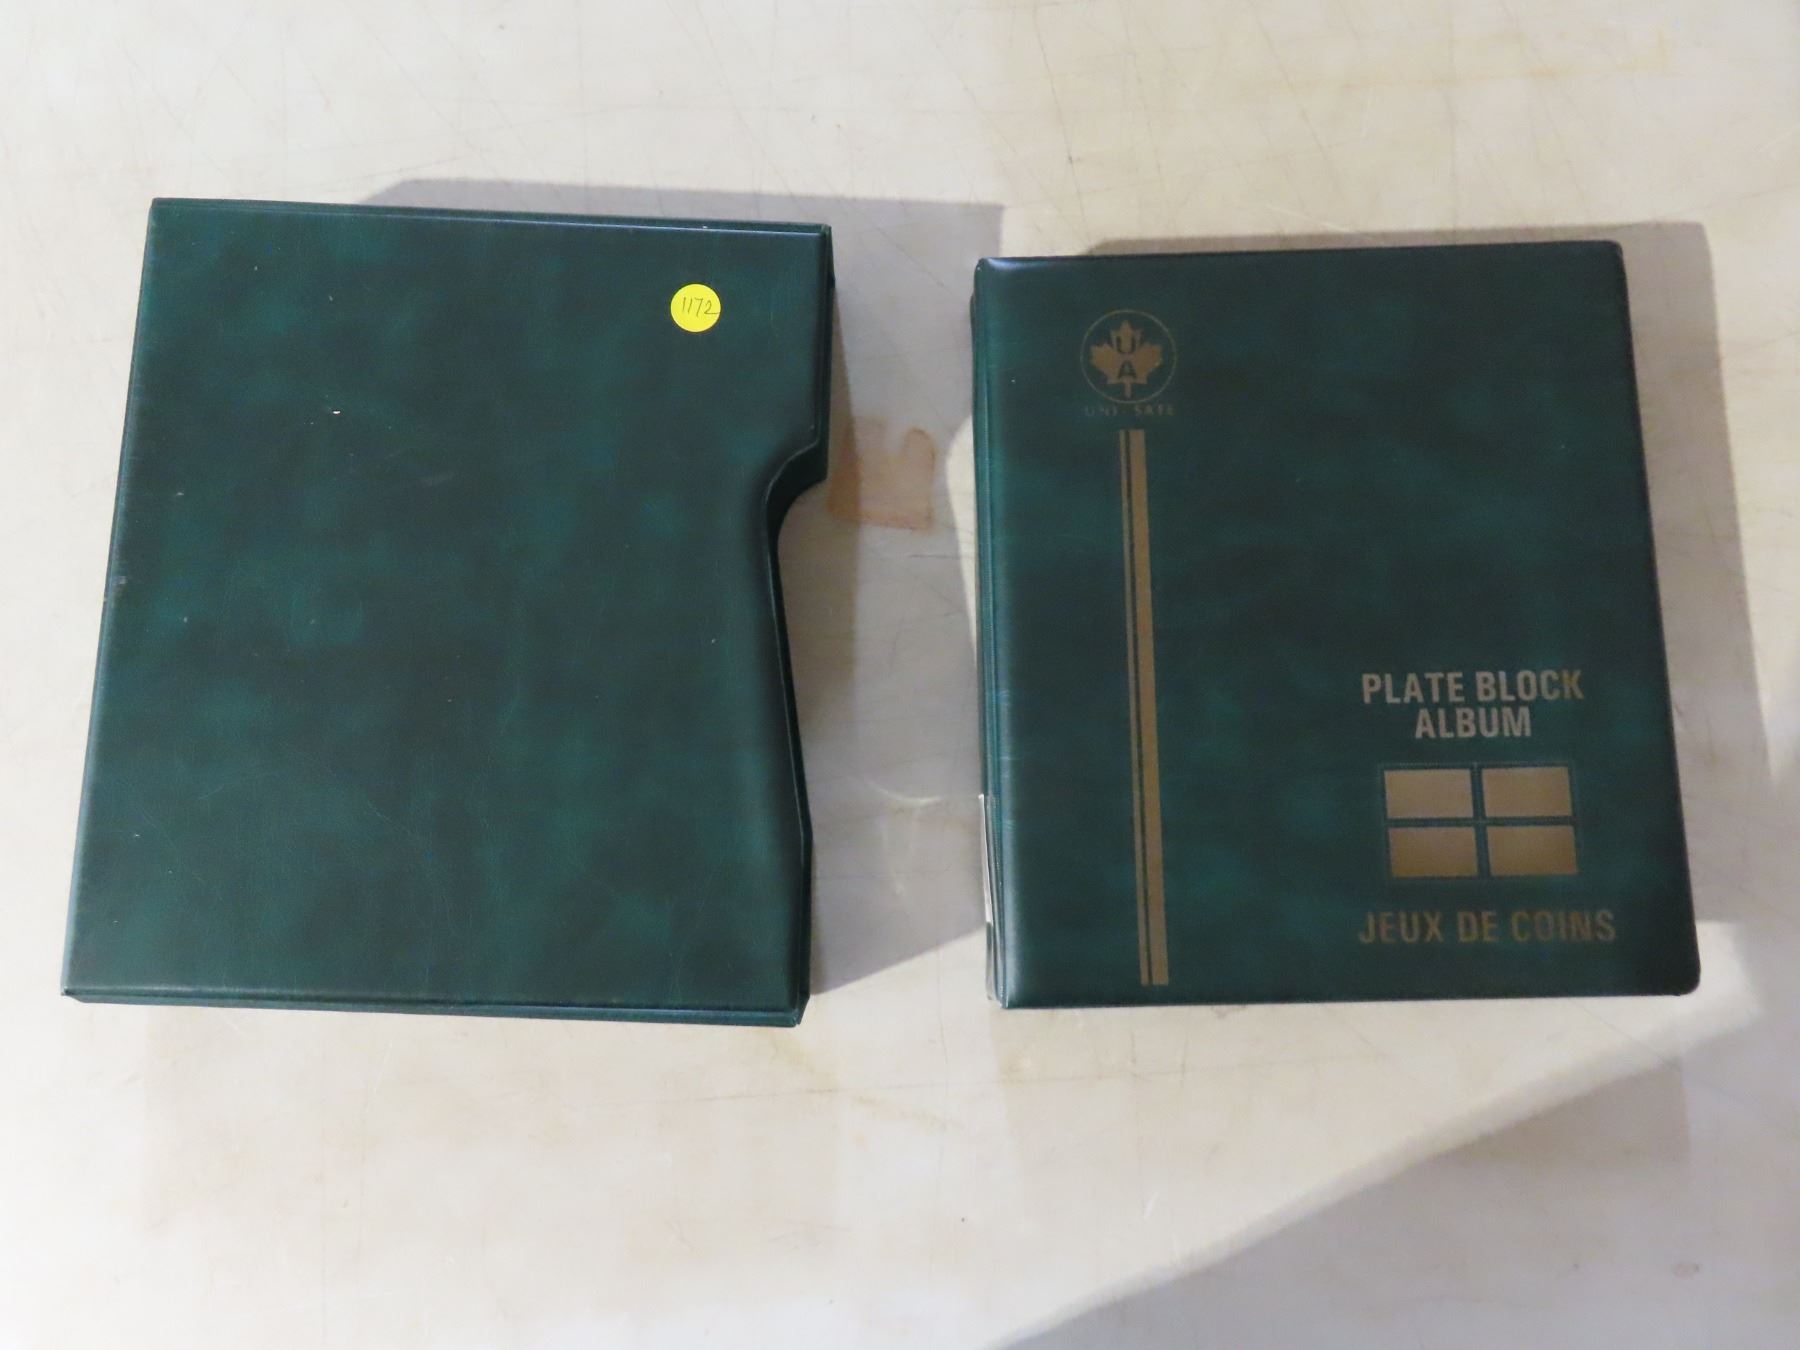 1172
U
A
UNI-SAFE
PLATE BLOCK
ALBUM
JEUX DE COINS